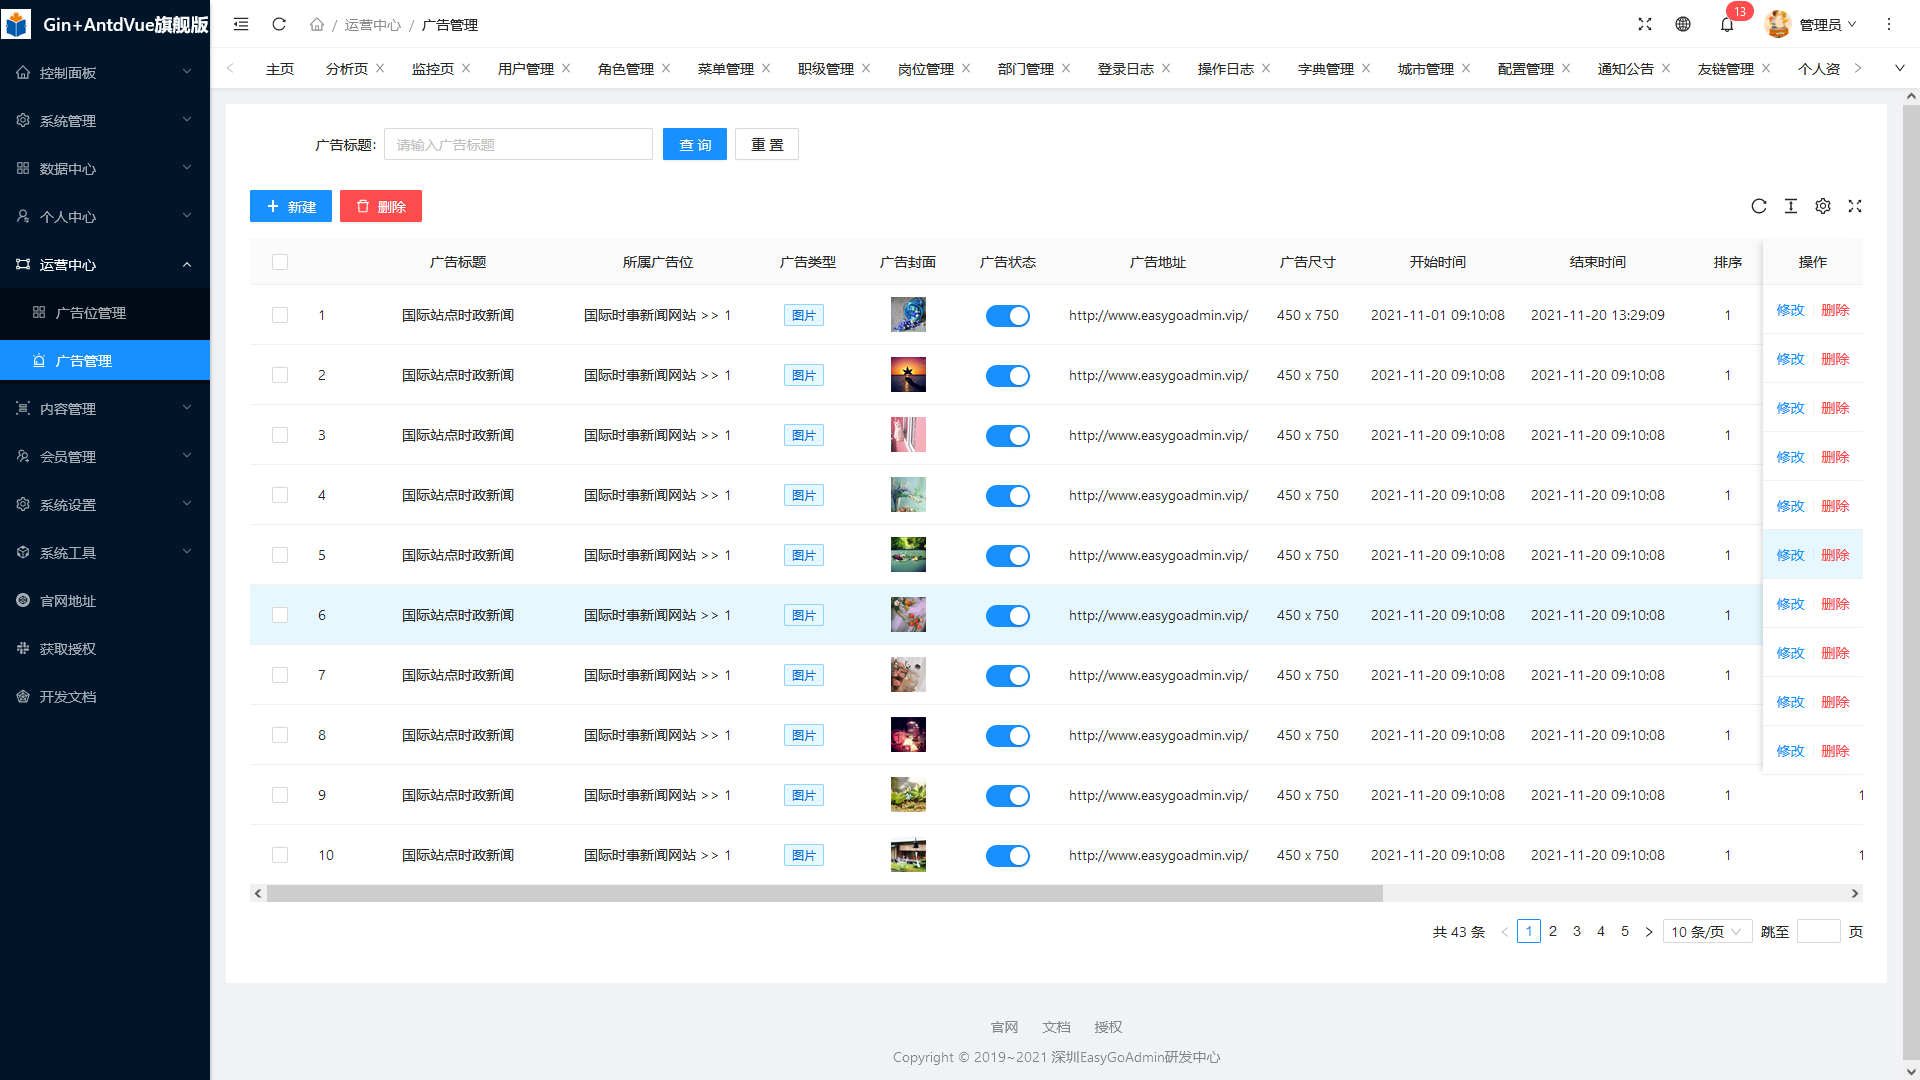 Gin+AntdVue旗舰版
运营中心 / 广告管理
13
管理员
控制面板
系统管理
数据中心
个人中心
运营中心
广告位管理
广告管理
内容管理
会员管理
系统设置
系统工具
官网地址
获取授权
开发文档
主页 分析页 监控页 用户管理 角色管理 菜单管理 职级管理 岗位管理 部门管理 登录日志 操作日志 字典管理 城市管理 配置管理 通知公告 友链管理 个人资
广告标题: 请输入广告标题 查 询 重 置
新建 删除
广告标题 所属广告位 广告类型 广告封面 广告状态 广告地址 广告尺寸 开始时间 结束时间 排序 操作
1 国际站点时政新闻 国际时事新闻网站 >> 1 图片 http://www.easygoadmin.vip/ 450 x 750 2021-11-01 09:10:08 2021-11-20 13:29:09 1 修改 删除
2 国际站点时政新闻 国际时事新闻网站 >> 1 图片 http://www.easygoadmin.vip/ 450 x 750 2021-11-20 09:10:08 2021-11-20 09:10:08 1 修改 删除
3 国际站点时政新闻 国际时事新闻网站 >> 1 图片 http://www.easygoadmin.vip/ 450 x 750 2021-11-20 09:10:08 2021-11-20 09:10:08 1 修改 删除
4 国际站点时政新闻 国际时事新闻网站 >> 1 图片 http://www.easygoadmin.vip/ 450 x 750 2021-11-20 09:10:08 2021-11-20 09:10:08 1 修改 删除
5 国际站点时政新闻 国际时事新闻网站 >> 1 图片 http://www.easygoadmin.vip/ 450 x 750 2021-11-20 09:10:08 2021-11-20 09:10:08 1 修改 删除
6 国际站点时政新闻 国际时事新闻网站 >> 1 图片 http://www.easygoadmin.vip/ 450 x 750 2021-11-20 09:10:08 2021-11-20 09:10:08 1 修改 删除
7 国际站点时政新闻 国际时事新闻网站 >> 1 图片 http://www.easygoadmin.vip/ 450 x 750 2021-11-20 09:10:08 2021-11-20 09:10:08 1 修改 删除
8 国际站点时政新闻 国际时事新闻网站 >> 1 图片 http://www.easygoadmin.vip/ 450 x 750 2021-11-20 09:10:08 2021-11-20 09:10:08 1 修改 删除
9 国际站点时政新闻 国际时事新闻网站 >> 1 图片 http://www.easygoadmin.vip/ 450 x 750 2021-11-20 09:10:08 2021-11-20 09:10:08 1 1 修改 删除
10 国际站点时政新闻 国际时事新闻网站 >> 1 图片 http://www.easygoadmin.vip/ 450 x 750 2021-11-20 09:10:08 2021-11-20 09:10:08 1 1 修改 删除
共 43 条 1 2 3 4 5 10 条/页 跳至 页
官网 文档 授权
Copyright © 2019~2021 深圳EasyGoAdmin研发中心